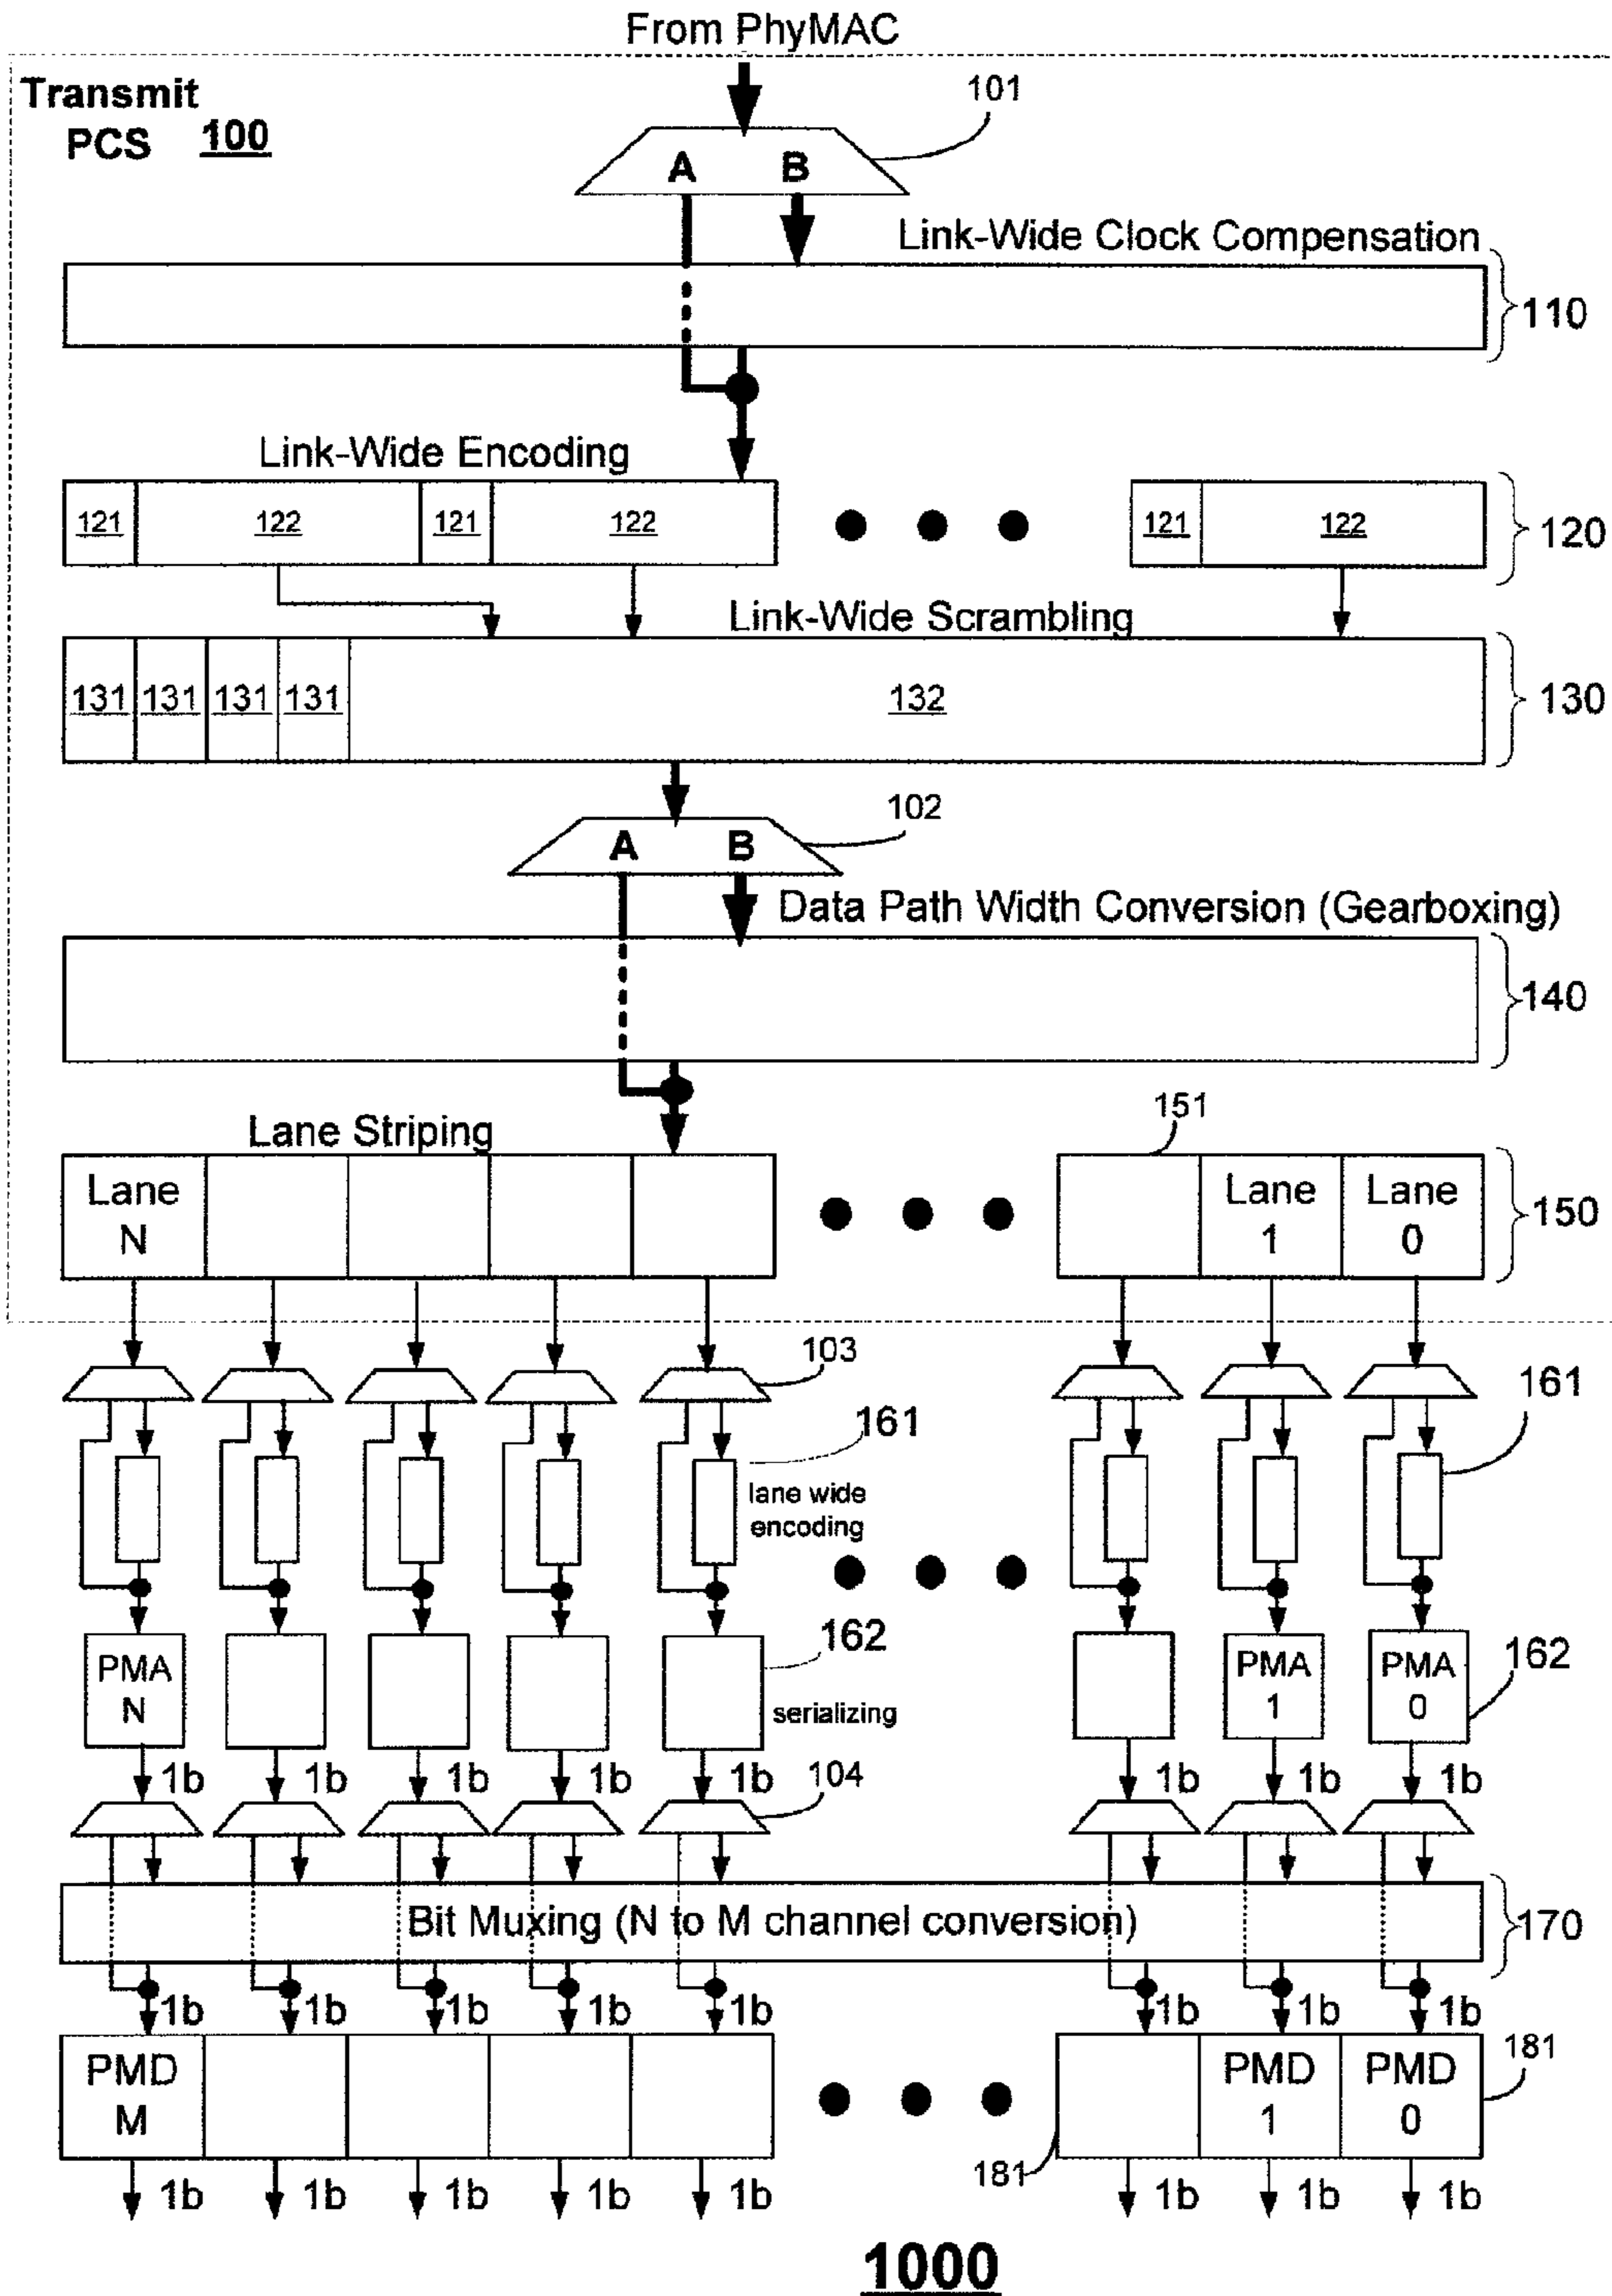 From PhyMAC
Transmit
PCS 100
101
A B
Link-Wide Clock Compensation
110
Link-Wide Encoding
121 122 121 122 121 122
120
Link-Wide Scrambling
131 131 131 131 132
130
102
A B
Data Path Width Conversion (Gearboxing)
140
Lane Striping
151
Lane N
Lane 1
Lane 0
150
103
161
161
lane wide
encoding
162
162
PMA N
PMA 1
PMA 0
serializing
1b 1b 1b 1b 1b 1b 1b 1b
104
Bit Muxing (N to M channel conversion)
170
1b 1b 1b 1b 1b 1b 1b 1b
PMD M
PMD 1
PMD 0
181
181
1b 1b 1b 1b 1b 1b 1b 1b
1000